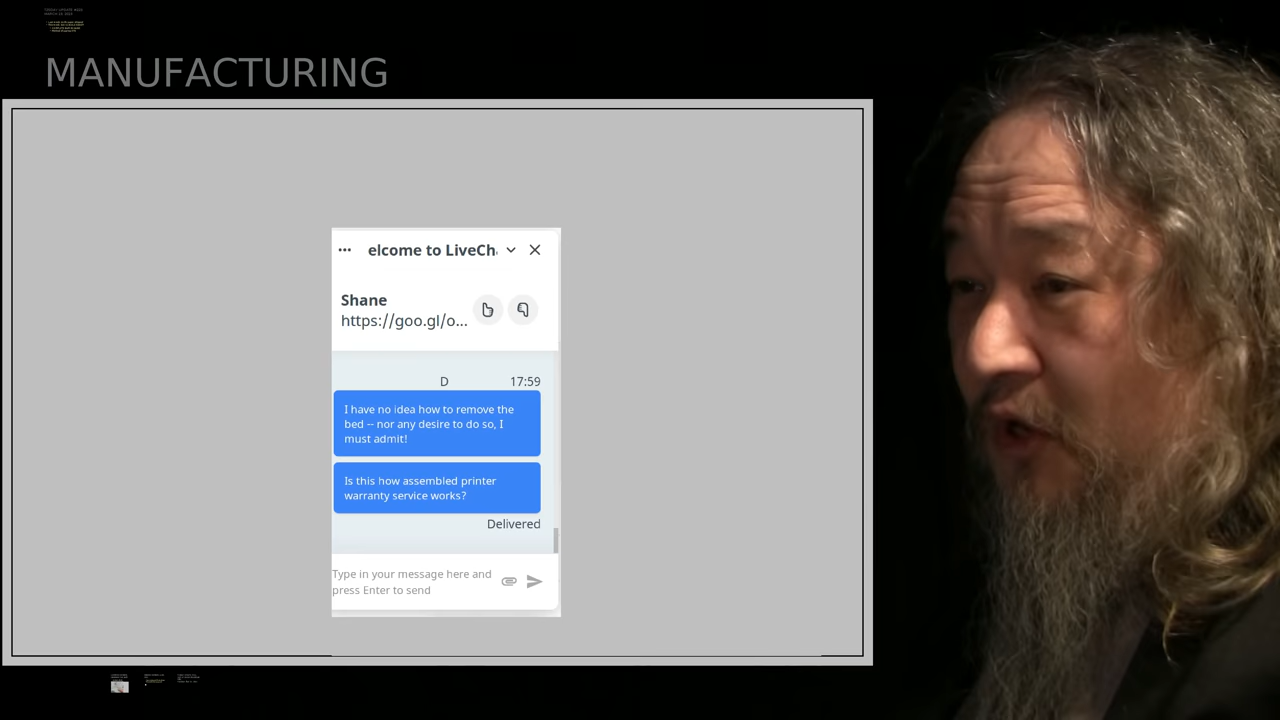 MANUFACTURING
elcome to LiveCh
Shane
https://goo.gl/o...
D 17:59
I have no idea how to remove the
bed -- nor any desire to do so, I
must admit!
Is this how assembled printer
warranty service works?
Delivered
Type in your message here and
press Enter to send